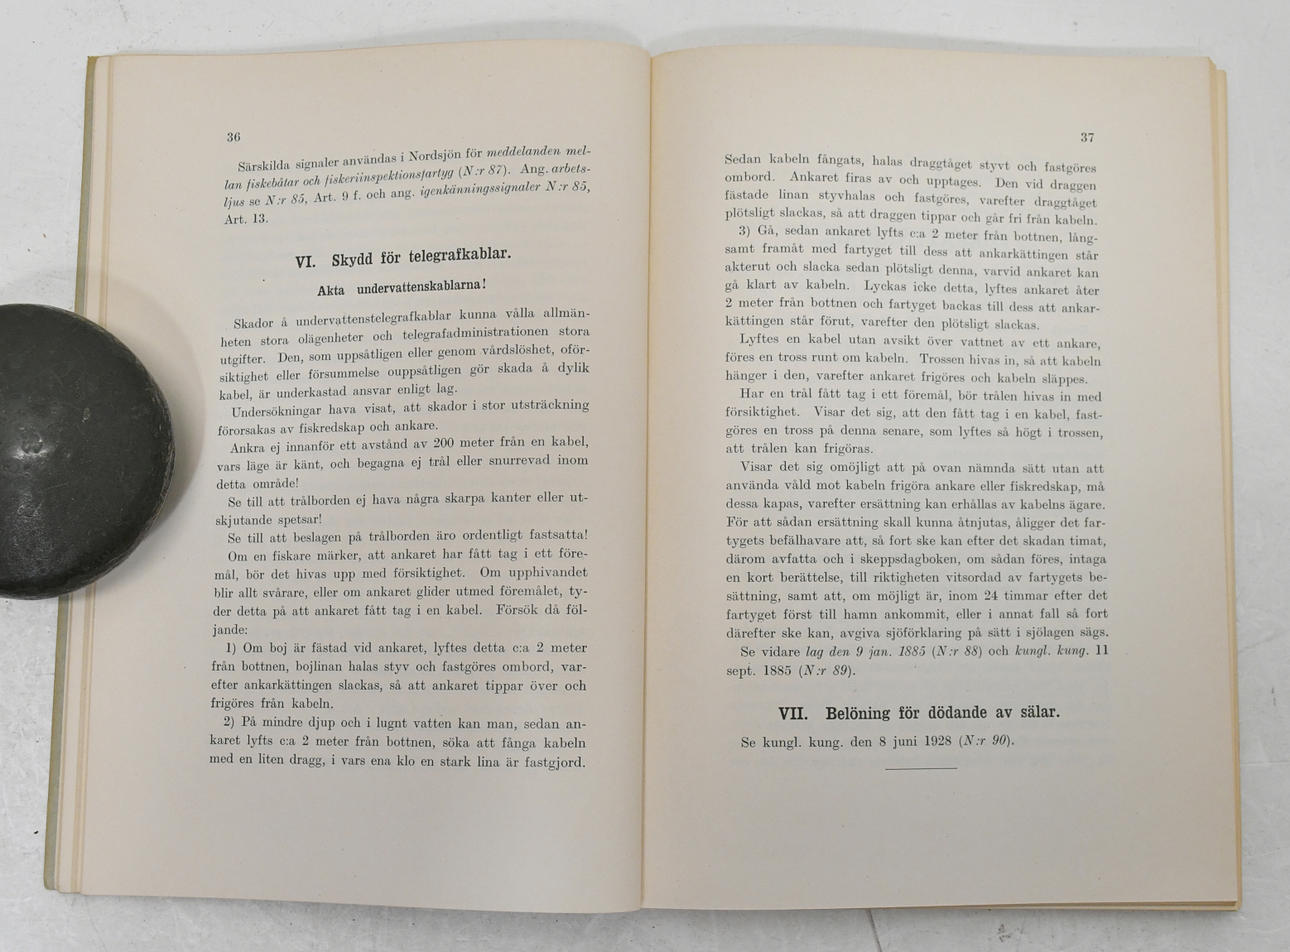 36
Särskilda signaler användas i Nordsjön för meddelanden mel-
lan fiskebåtar och fiskeriinspektionsfartyg (N:r 87). Ang. arbets-
ljus se N:r 85, Art. 9 f. och ang. igenkänningssignaler N:r 85,
Art. 13.
VI. Skydd för telegrafkablar.
Akta undervattenskablarna!
Skador å undervattenstelegrafkablar kunna vålla allmän-
heten stora olägenheter och telegrafadministrationen stora
utgifter. Den, som uppsåtligen eller genom vårdslöshet, oför-
siktighet eller försummelse ouppsåtligen gör skada å dylik
kabel, är underkastad ansvar enligt lag.
Undersökningar hava visat, att skador i stor utsträckning
förorsakas av fiskredskap och ankare.
Ankra ej innanför ett avstånd av 200 meter från en kabel,
vars läge är känt, och begagna ej trål eller snurrevad inom
detta område!
Se till att trålborden ej hava några skarpa kanter eller ut-
skjutande spetsar!
Se till att beslagen på trålborden äro ordentligt fastsatta!
Om en fiskare märker, att ankaret har fått tag i ett före-
mål, bör det hivas upp med försiktighet. Om upphivandet
blir allt svårare, eller om ankaret glider utmed föremålet, ty-
der detta på att ankaret fått tag i en kabel. Försök då föl-
jande:
1) Om boj är fästad vid ankaret, lyftes detta c:a 2 meter
från bottnen, bojlinan halas styv och fastgöres ombord, var-
efter ankarkättingen slackas, så att ankaret tippar över och
frigöres från kabeln.
2) På mindre djup och i lugnt vatten kan man, sedan an-
karet lyfts c:a 2 meter från bottnen, söka att fånga kabeln
med en liten dragg, i vars ena klo en stark lina är fastgjord.
37
Sedan kabeln fångats, halas draggtåget styvt och fastgöres
ombord. Ankaret firas av och upptages. Den vid draggen
fästade linan styvhalas och fastgöres, varefter draggtåget
plötsligt slackas, så att draggen tippar och går fri från kabeln.
3) Gå, sedan ankaret lyfts c:a 2 meter från bottnen, lång-
samt framåt med fartyget till dess att ankarkättingen står
akterut och slacka sedan plötsligt denna, varvid ankaret kan
gå klart av kabeln. Lyckas icke detta, lyftes ankaret åter
2 meter från bottnen och fartyget backas till dess att ankar-
kättingen står förut, varefter den plötsligt slackas.
Lyftes en kabel utan avsikt över vattnet av ett ankare,
föres en tross runt om kabeln. Trossen hivas in, så att kabeln
hänger i den, varefter ankaret frigöres och kabeln släppes.
Har en trål fått tag i ett föremål, bör trålen hivas in med
försiktighet. Visar det sig, att den fått tag i en kabel, fast-
göres en tross på denna senare, som lyftes så högt i trossen,
att trålen kan frigöras.
Visar det sig omöjligt att på ovan nämnda sätt utan att
använda våld mot kabeln frigöra ankare eller fiskredskap, må
dessa kapas, varefter ersättning kan erhållas av kabelns ägare.
För att sådan ersättning skall kunna åtnjutas, åligger det far-
tygets befälhavare att, så fort ske kan efter det skadan timat,
därom avfatta och i skeppsdagboken, om sådan föres, intaga
en kort berättelse, till riktigheten vitsordad av fartygets be-
sättning, samt att, om möjligt är, inom 24 timmar efter det
fartyget först till hamn ankommit, eller i annat fall så fort
därefter ske kan, avgiva sjöförklaring på sätt i sjölagen sägs.
Se vidare lag den 9 jan. 1885 (N:r 88) och kungl. kung. 11
sept. 1885 (N:r 89).
VII. Belöning för dödande av sälar.
Se kungl. kung. den 8 juni 1928 (N:r 90).